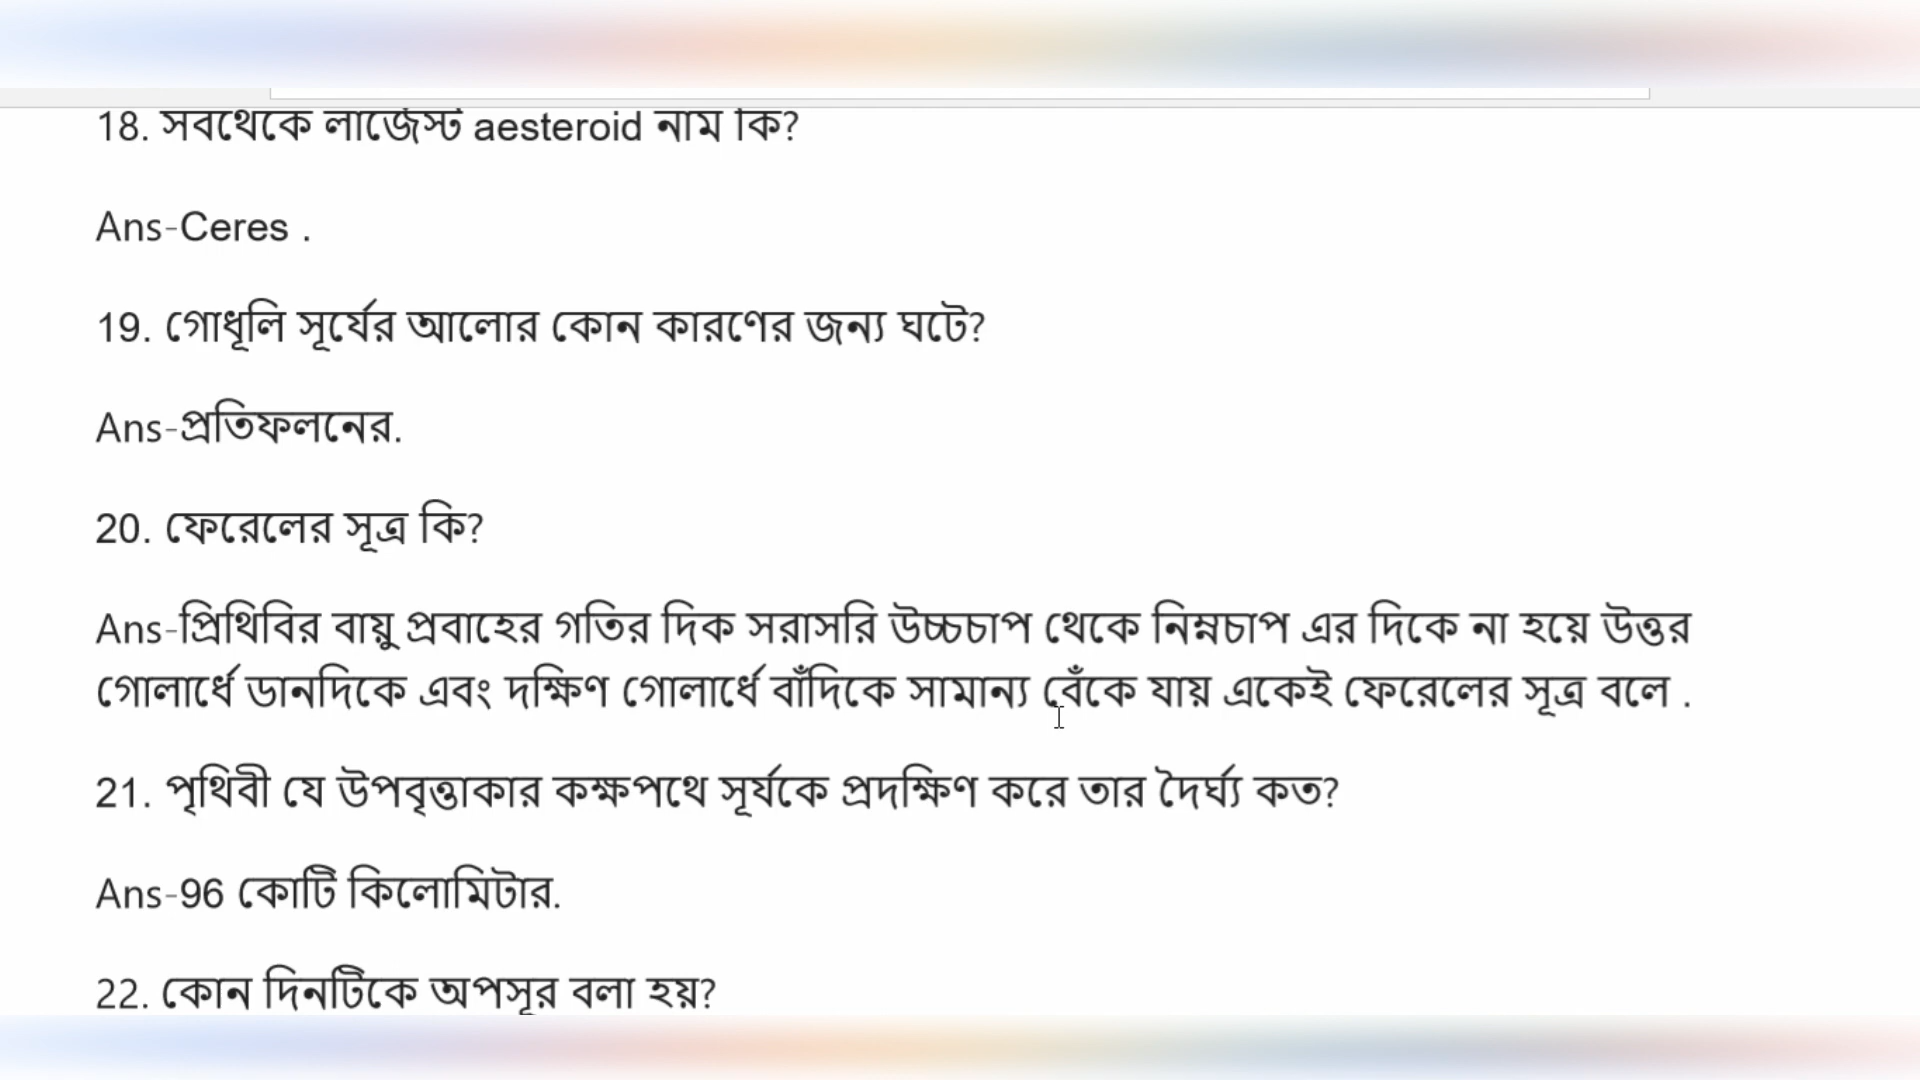 18. সবথেকে লার্জেস্ট aesteroid নাম কি?
Ans-Ceres .
19. গোধূলি সূর্যের আলোর কোন কারণের জন্য ঘটে?
Ans-প্রতিফলনের.
20. ফেরেলের সূত্র কি?
Ans-প্রিথিবির বায়ু প্রবাহের গতির দিক সরাসরি উচ্চচাপ থেকে নিম্নচাপ এর দিকে না হয়ে উত্তর
গোলার্ধে ডানদিকে এবং দক্ষিণ গোলার্ধে বাঁদিকে সামান্য বেঁকে যায় একেই ফেরেলের সূত্র বলে .
21. পৃথিবী যে উপবৃত্তাকার কক্ষপথে সূর্যকে প্রদক্ষিণ করে তার দৈর্ঘ্য কত?
Ans-96 কোটি কিলোমিটার.
22. কোন দিনটিকে অপসূর বলা হয়?